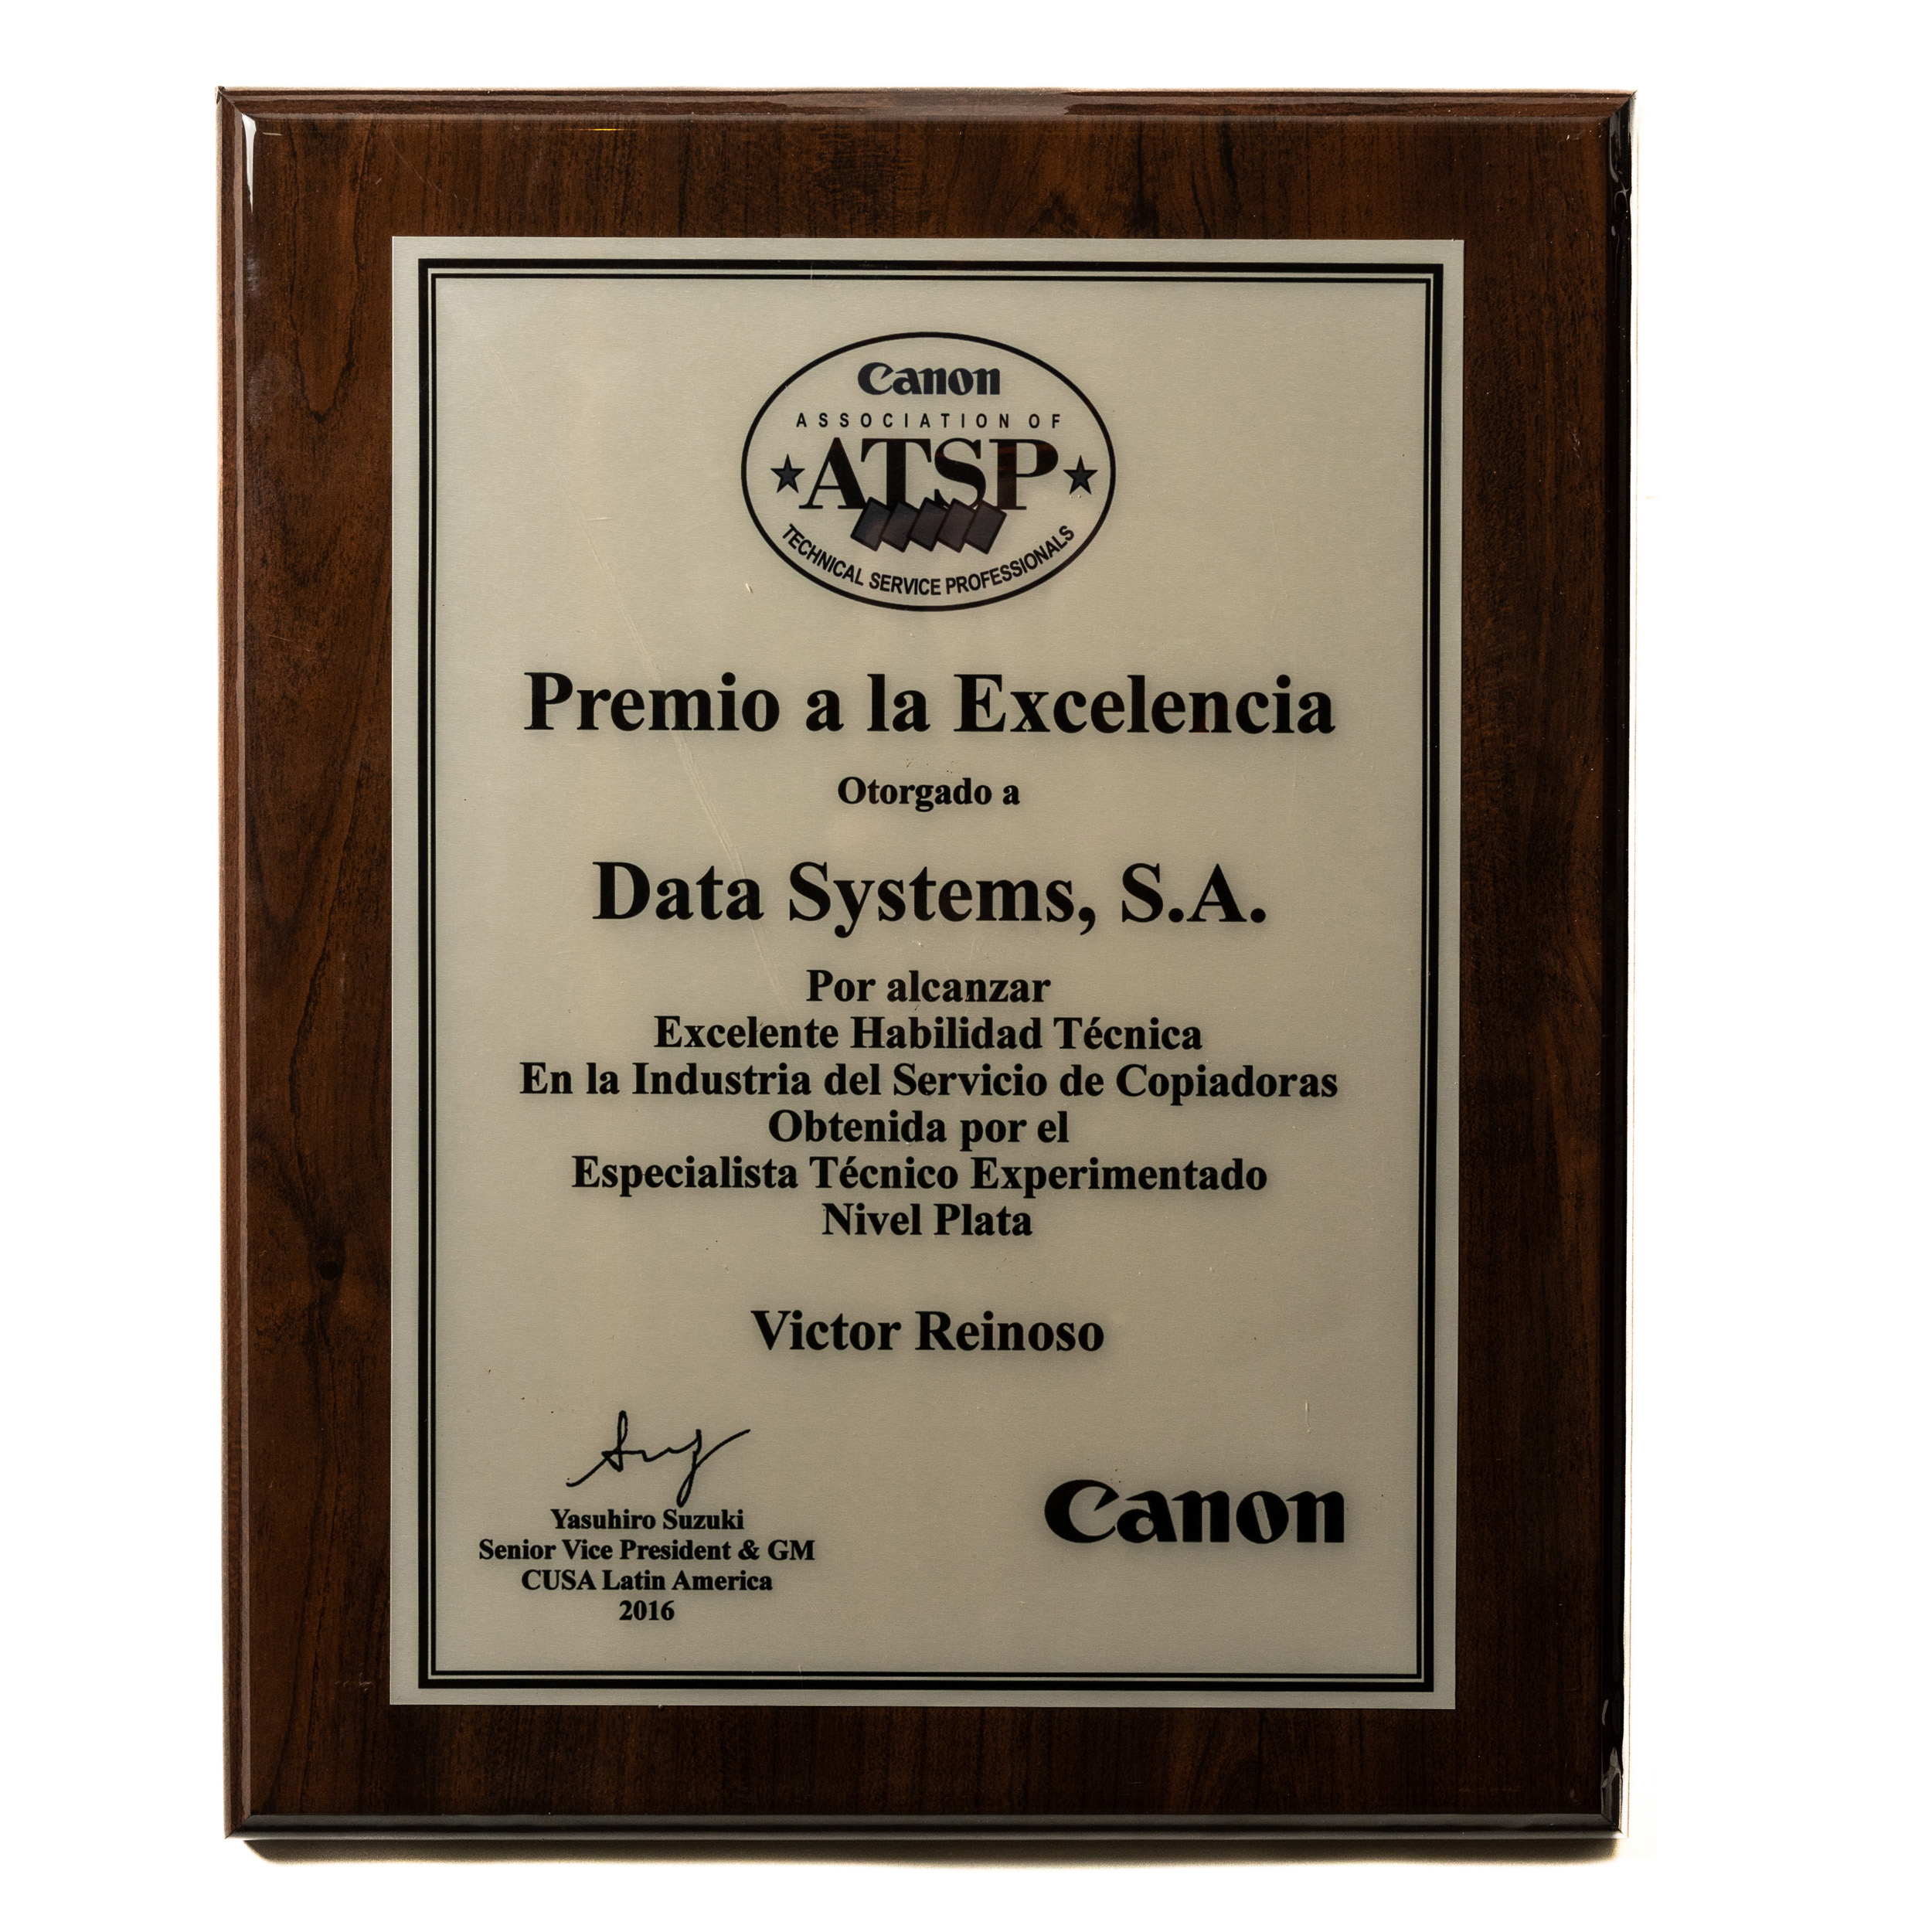 Canon
ASSOCIATION OF
ATSP
TECHNICAL SERVICE PROFESSIONALS
Premio a la Excelencia
Otorgado a
Data Systems, S.A.
Por alcanzar
Excelente Habilidad Técnica
En la Industria del Servicio de Copiadoras
Obtenida por el
Especialista Técnico Experimentado
Nivel Plata
Victor Reinoso
Yasuhiro Suzuki
Senior Vice President & GM
CUSA Latin America
2016
Canon